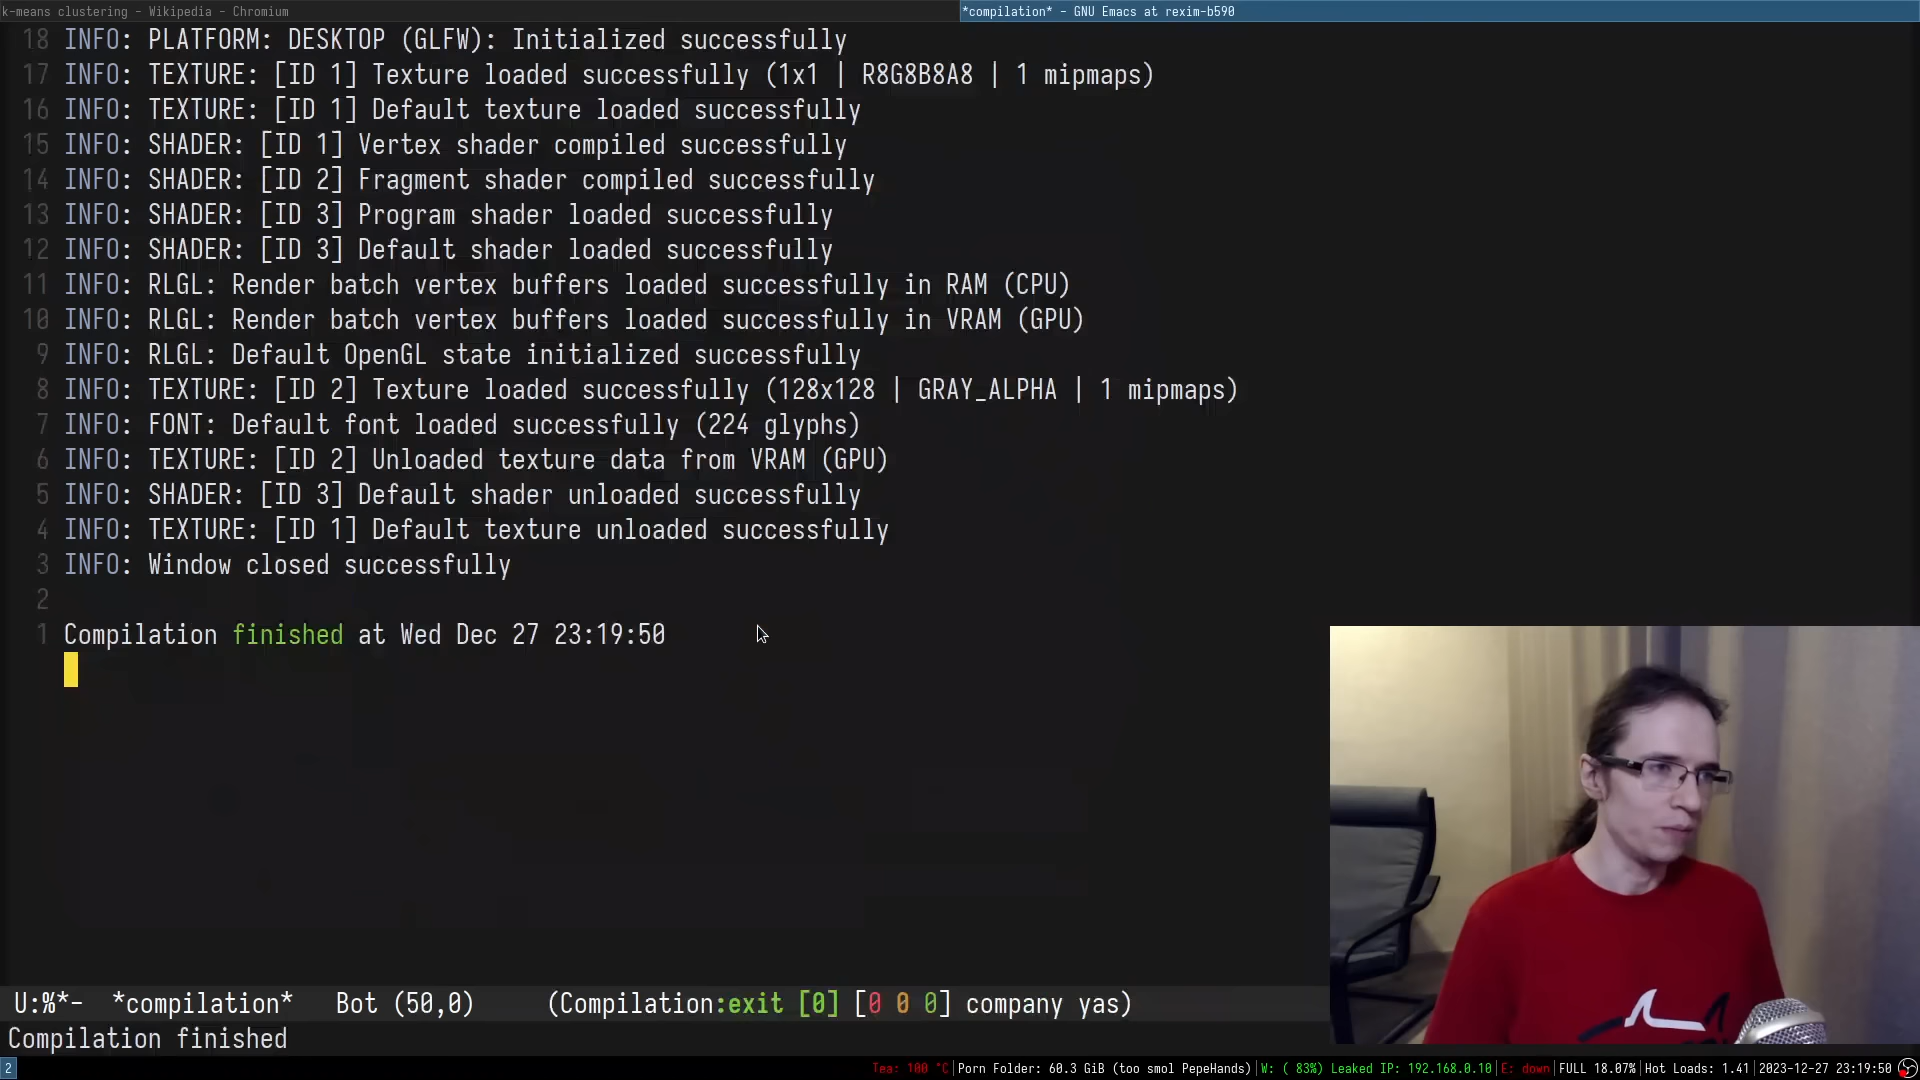 k-means clustering - Wikipedia - Chromium
*compilation* - GNU Emacs at rexim-b590
18 INFO: PLATFORM: DESKTOP (GLFW): Initialized successfully
17 INFO: TEXTURE: [ID 1] Texture loaded successfully (1x1 | R8G8B8A8 | 1 mipmaps)
16 INFO: TEXTURE: [ID 1] Default texture loaded successfully
15 INFO: SHADER: [ID 1] Vertex shader compiled successfully
14 INFO: SHADER: [ID 2] Fragment shader compiled successfully
13 INFO: SHADER: [ID 3] Program shader loaded successfully
12 INFO: SHADER: [ID 3] Default shader loaded successfully
11 INFO: RLGL: Render batch vertex buffers loaded successfully in RAM (CPU)
10 INFO: RLGL: Render batch vertex buffers loaded successfully in VRAM (GPU)
9 INFO: RLGL: Default OpenGL state initialized successfully
8 INFO: TEXTURE: [ID 2] Texture loaded successfully (128x128 | GRAY_ALPHA | 1 mipmaps)
7 INFO: FONT: Default font loaded successfully (224 glyphs)
6 INFO: TEXTURE: [ID 2] Unloaded texture data from VRAM (GPU)
5 INFO: SHADER: [ID 3] Default shader unloaded successfully
4 INFO: TEXTURE: [ID 1] Default texture unloaded successfully
3 INFO: Window closed successfully
2
1 Compilation finished at Wed Dec 27 23:19:50
U:%*-  *compilation*   Bot (50,0)     (Compilation:exit [0] [0 0 0] company yas)
Compilation finished
2
Tea: 100 °C | Porn Folder: 60.3 GiB (too smol PepeHands) | W: ( 83%) Leaked IP: 192.168.0.10 | E: down | FULL 18.07% | Hot Loads: 1.41 | 2023-12-27 23:19:50